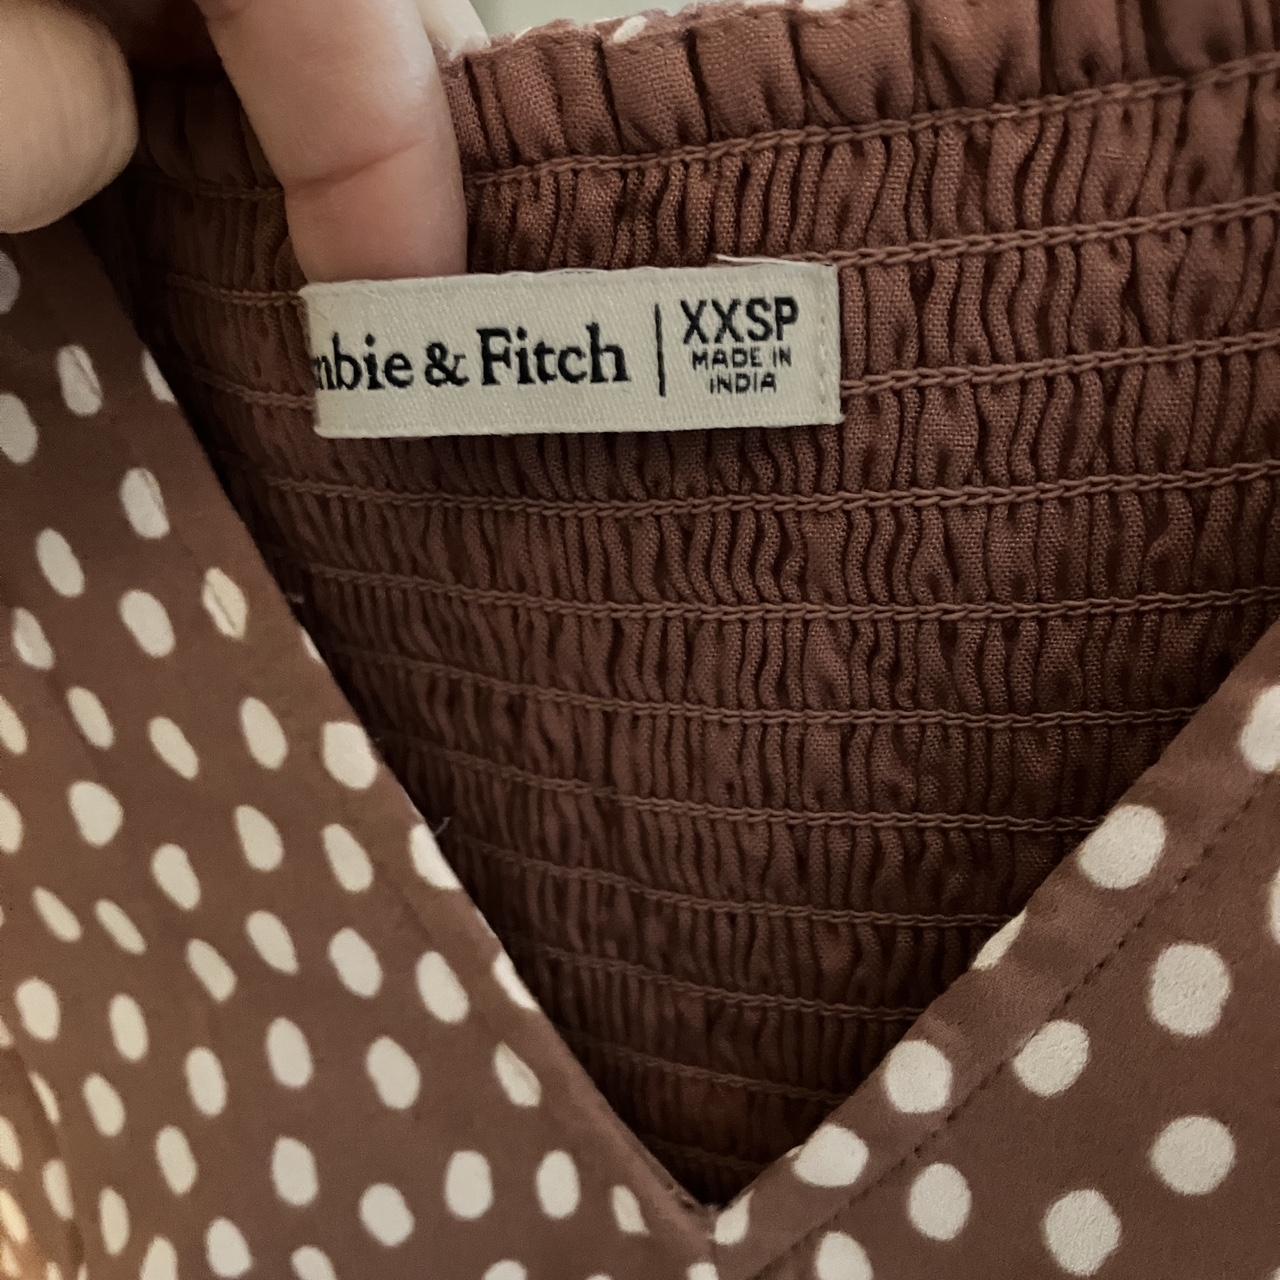 mbie & Fitch | XXSP
MADE IN
INDIA